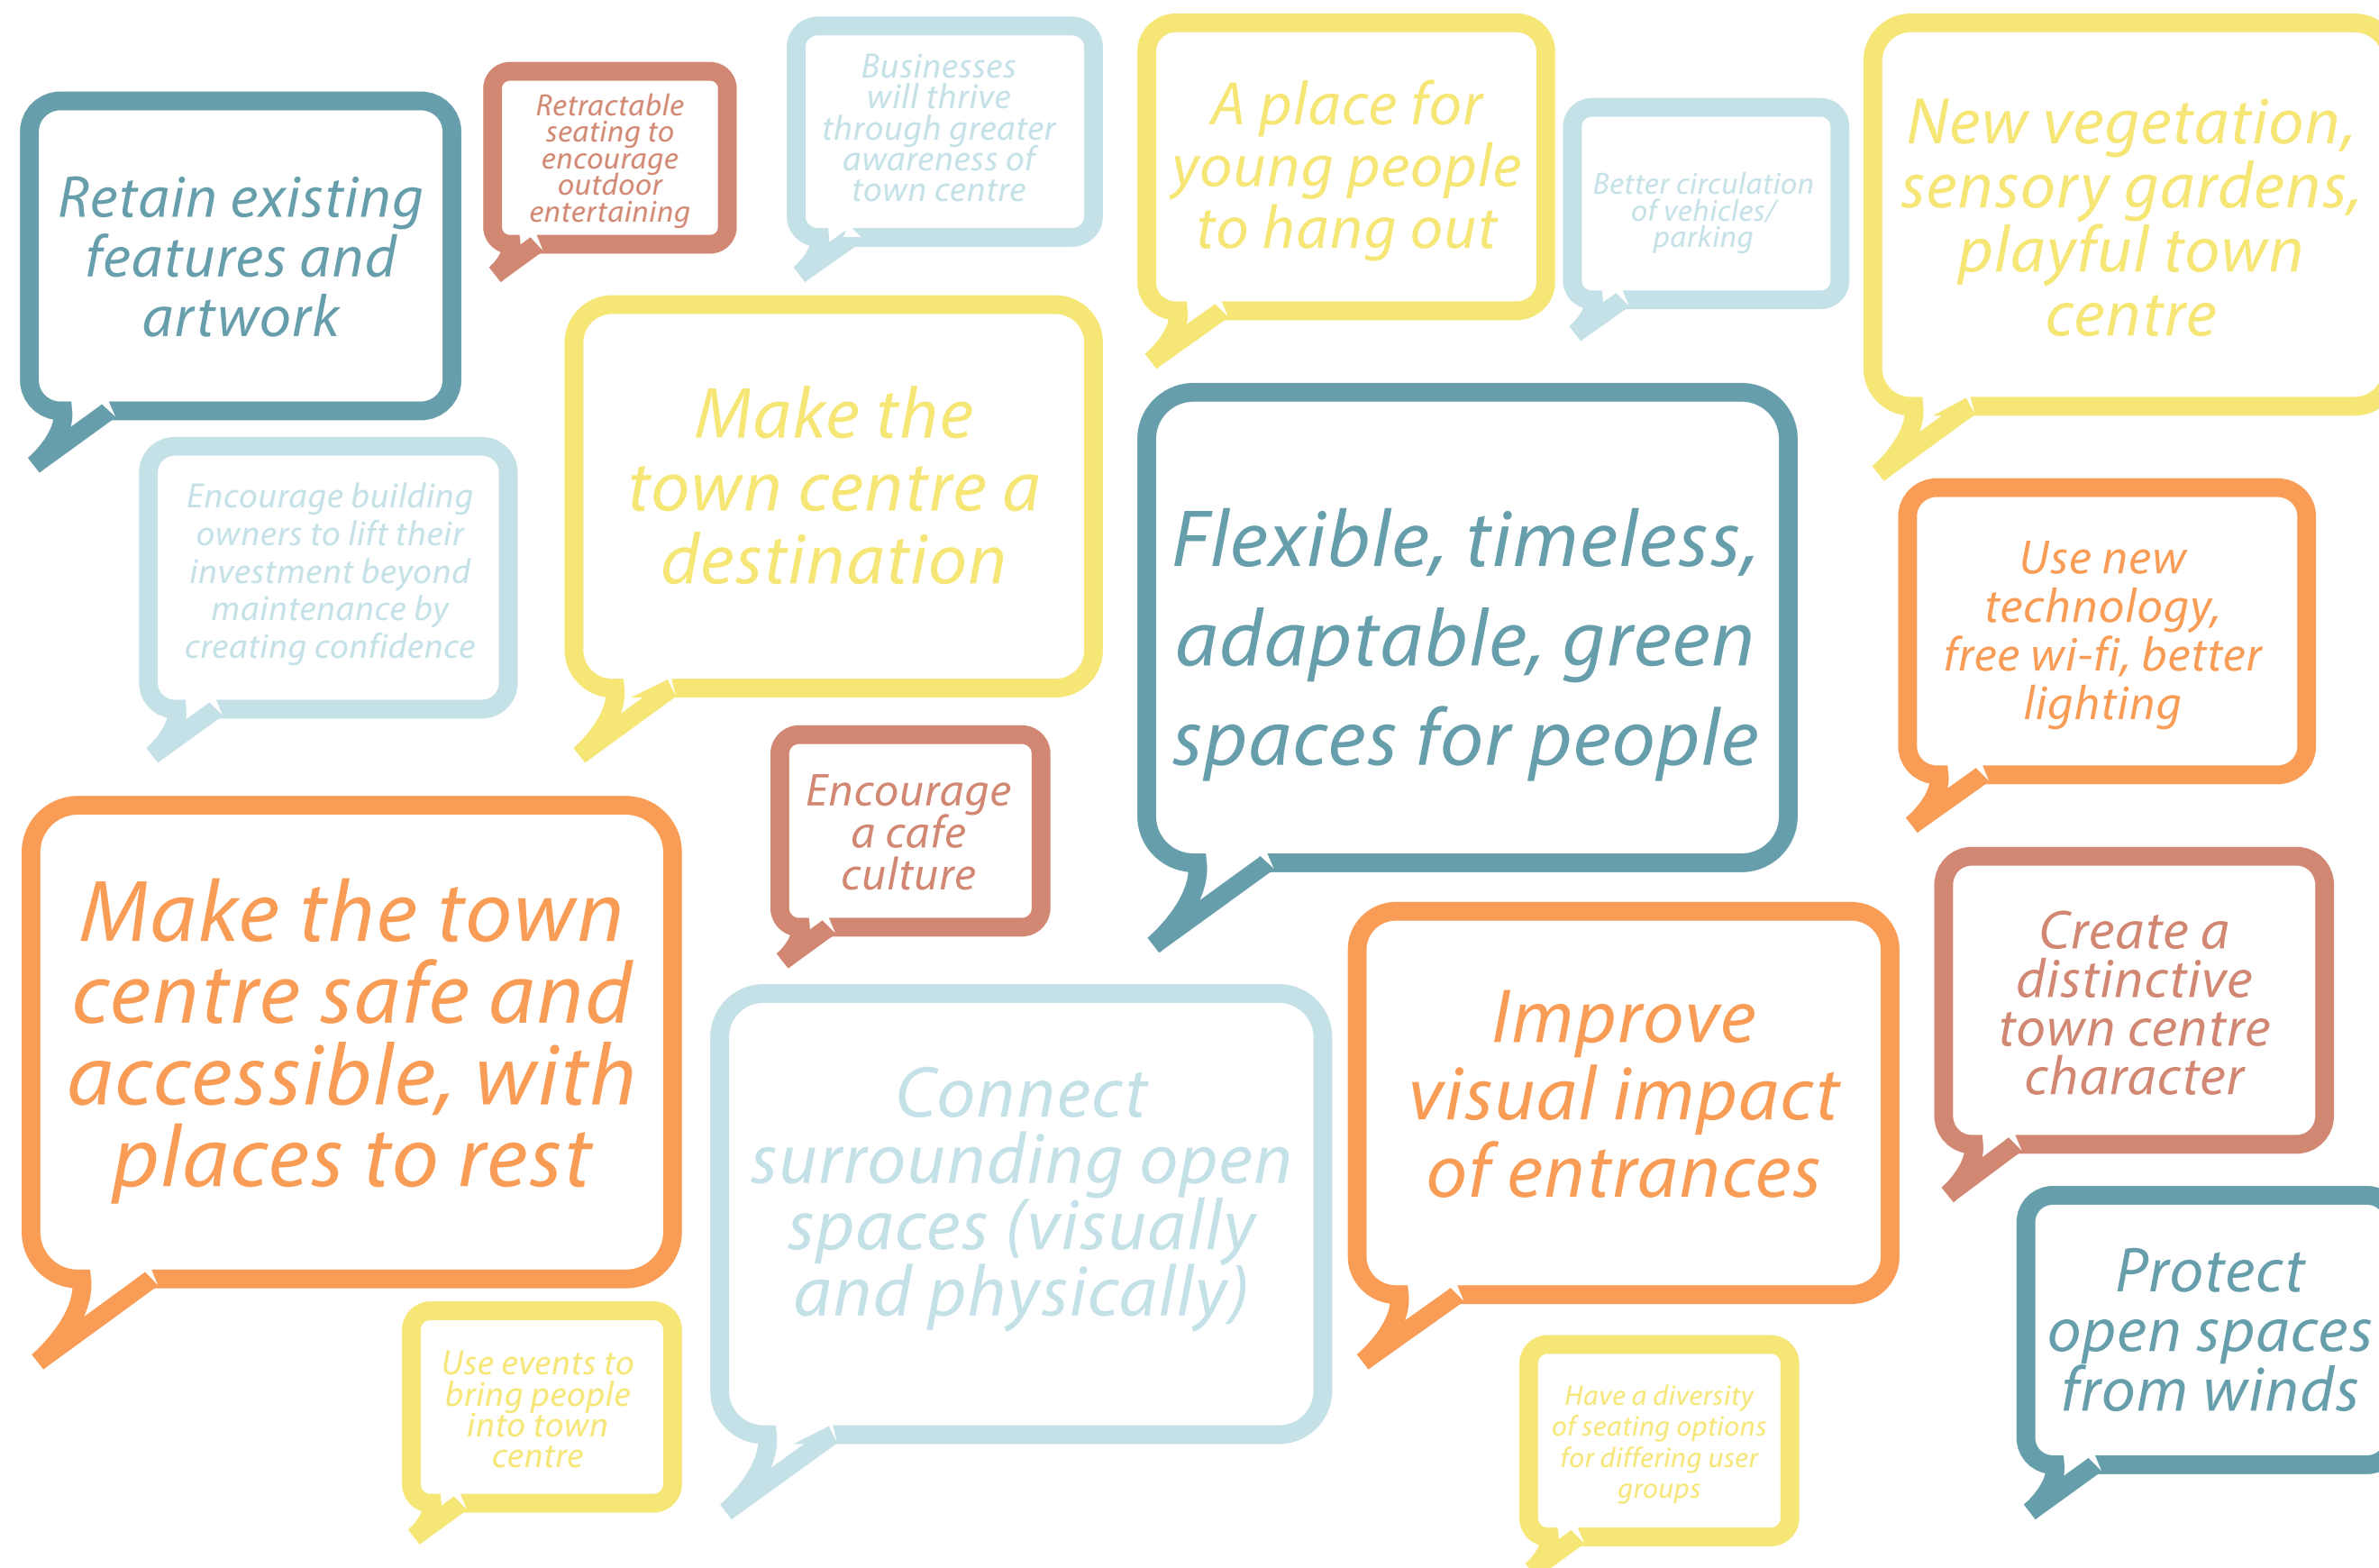 Retain existing
features and
artwork
Retractable
seating to
encourage
outdoor
entertaining
Businesses
will thrive
through greater
awareness of
town centre
A place for
young people
to hang out
Better circulation
of vehicles/
parking
New vegetation,
sensory gardens,
playful town
centre
Encourage building
owners to lift their
investment beyond
maintenance by
creating confidence
Make the
town centre a
destination
Flexible, timeless,
adaptable, green
spaces for people
Use new
technology,
free wi-fi, better
lighting
Encourage
a cafe
culture
Make the town
centre safe and
accessible, with
places to rest
Connect
surrounding open
spaces (visually
and physically)
Improve
visual impact
of entrances
Create a
distinctive
town centre
character
Protect
open spaces
from winds
Use events to
bring people
into town
centre
Have a diversity
of seating options
for differing user
groups